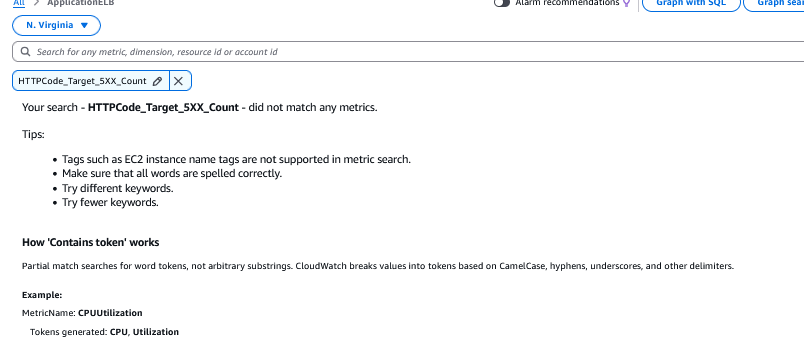 All > ApplicationELB
Alarm recommendations
Graph with SQL
Graph sear
N. Virginia ▼
Search for any metric, dimension, resource id or account id
HTTPCode_Target_5XX_Count
Your search - HTTPCode_Target_5XX_Count - did not match any metrics.
Tips:
• Tags such as EC2 instance name tags are not supported in metric search.
• Make sure that all words are spelled correctly.
• Try different keywords.
• Try fewer keywords.
How 'Contains token' works
Partial match searches for word tokens, not arbitrary substrings. CloudWatch breaks values into tokens based on CamelCase, hyphens, underscores, and other delimiters.
Example:
MetricName: CPUUtilization
Tokens generated: CPU, Utilization